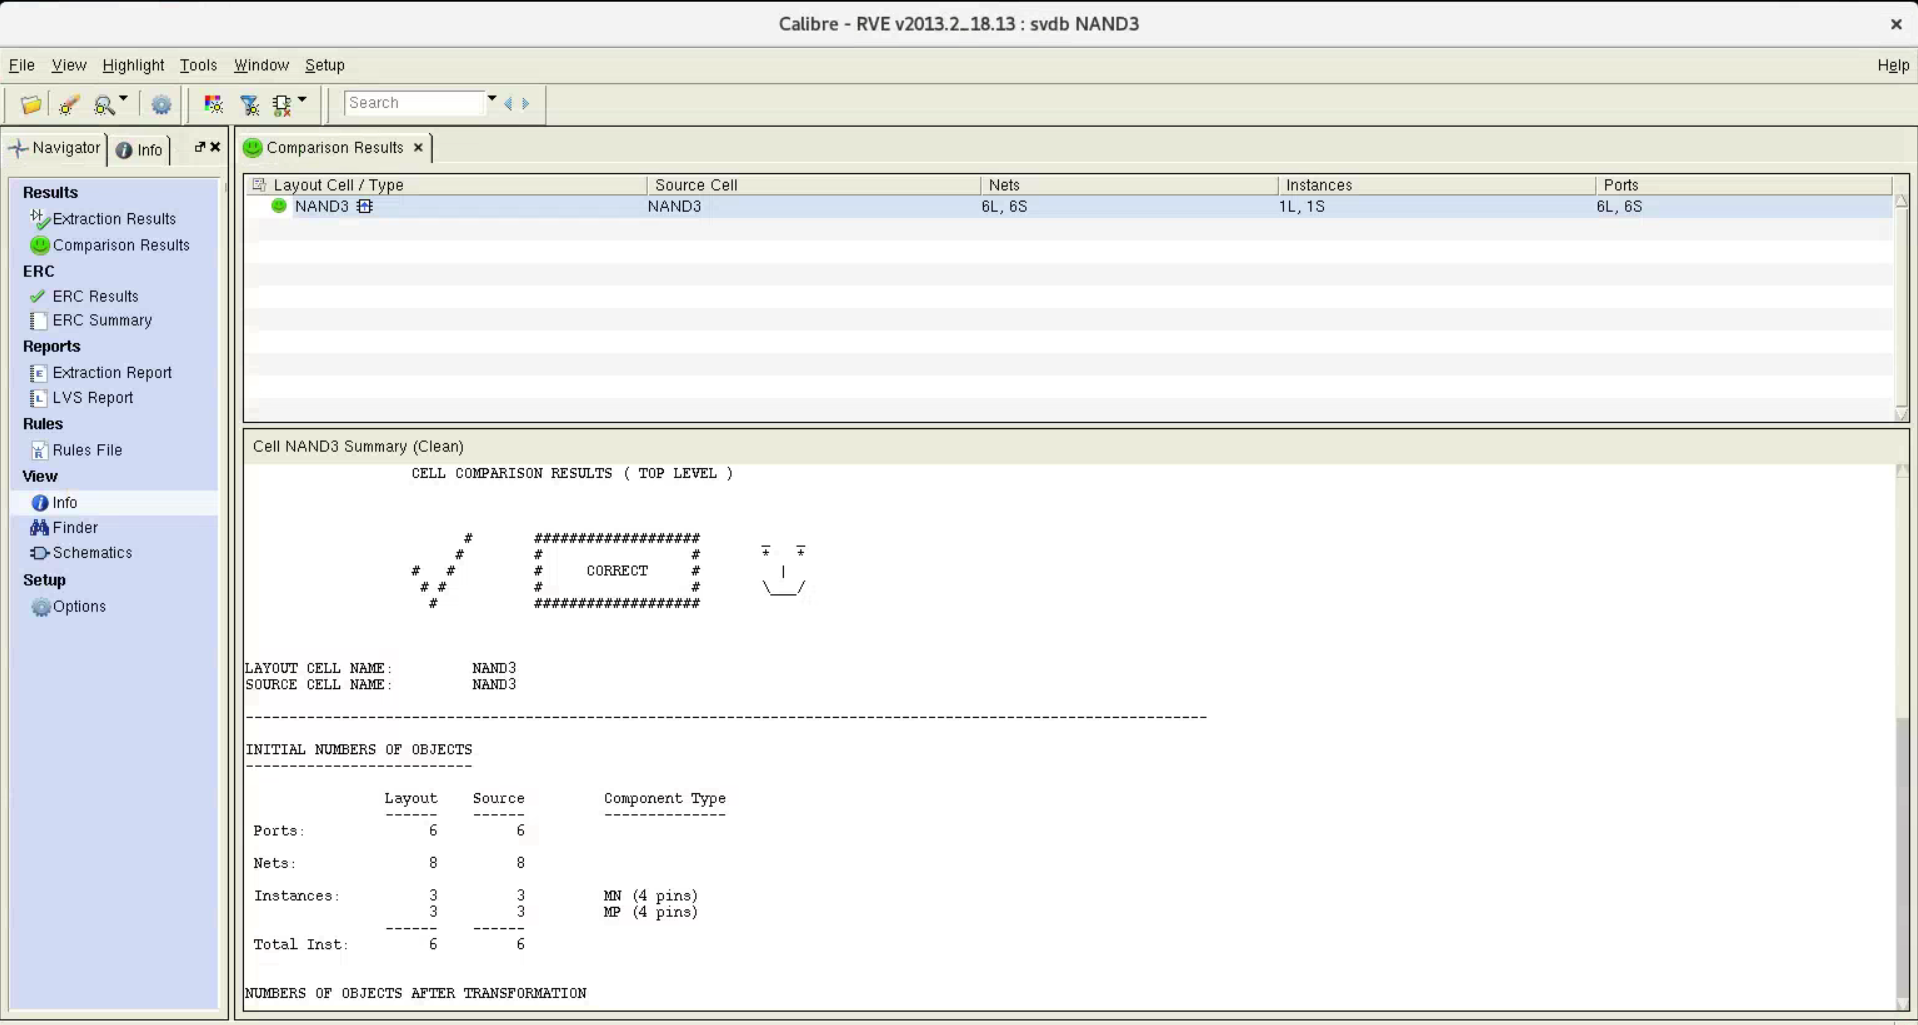 Calibre - RVE v2013.2_18.13 : svdb NAND3
File View Highlight Tools Window Setup Help
Search
Navigator Info
Results
Extraction Results
Comparison Results
ERC
ERC Results
ERC Summary
Reports
Extraction Report
LVS Report
Rules
Rules File
View
Info
Finder
Schematics
Setup
Options
Comparison Results
Layout Cell / Type Source Cell Nets Instances Ports
NAND3 NAND3 6L, 6S 1L, 1S 6L, 6S
Cell NAND3 Summary (Clean)
CELL COMPARISON RESULTS ( TOP LEVEL )
# ################### _ _
# # # * *
# # # CORRECT # |
# # # # \___/
# ###################
LAYOUT CELL NAME: NAND3
SOURCE CELL NAME: NAND3
INITIAL NUMBERS OF OBJECTS
Layout Source Component Type
Ports: 6 6
Nets: 8 8
Instances: 3 3 MN (4 pins)
3 3 MP (4 pins)
Total Inst: 6 6
NUMBERS OF OBJECTS AFTER TRANSFORMATION